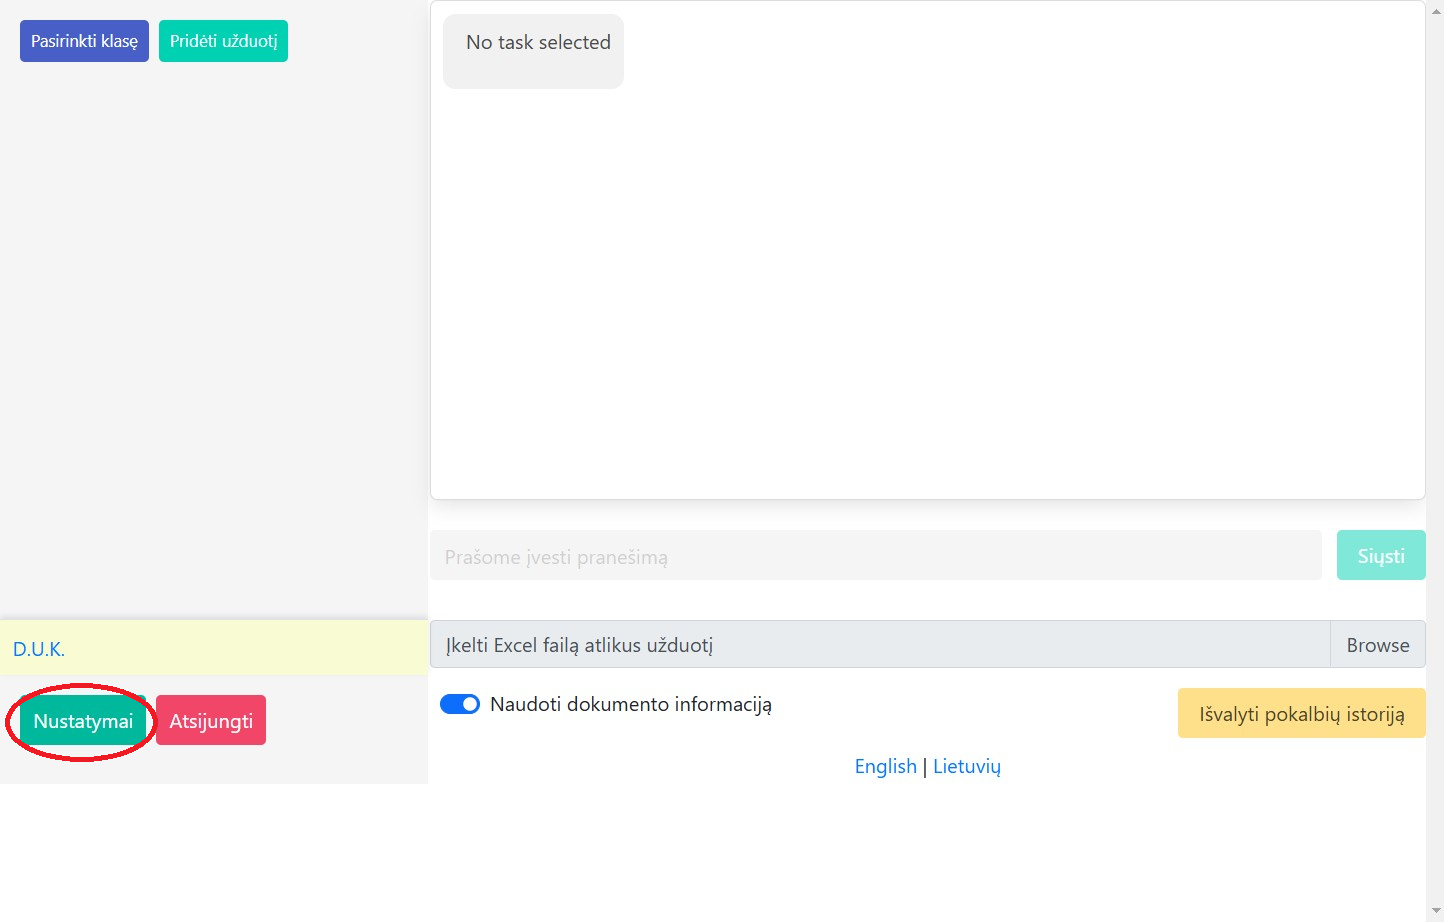 Pasirinkti klasę
Pridėti užduotį
No task selected
Prašome įvesti pranešimą
Siųsti
D.U.K.
Įkelti Excel failą atlikus užduotį
Browse
Nustatymai
Atsijungti
Naudoti dokumento informaciją
Išvalyti pokalbių istoriją
English | Lietuvių